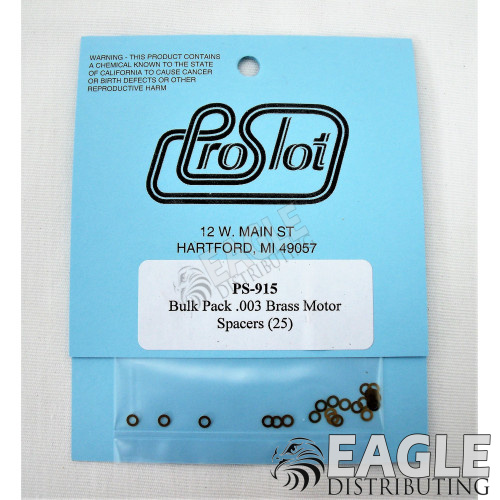 WARNING - THIS PRODUCT CONTAINS
A CHEMICAL KNOWN TO THE STATE
OF CALIFORNIA TO CAUSE CANCER
OR BIRTH DEFECTS OR OTHER
REPRODUCTIVE HARM
ProSlot
12 W. MAIN ST
HARTFORD, MI 49057
EAGLE
DISTRIBUTING
PS-915
Bulk Pack .003 Brass Motor
Spacers (25)
EAGLE
DISTRIBUTING